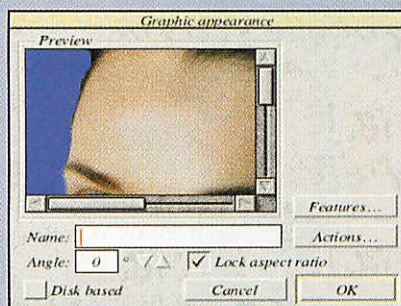 Graphic appearance
Preview
Features...
Name:
Actions...
Angle: 0 ° Lock aspect ratio
Disk based Cancel OK